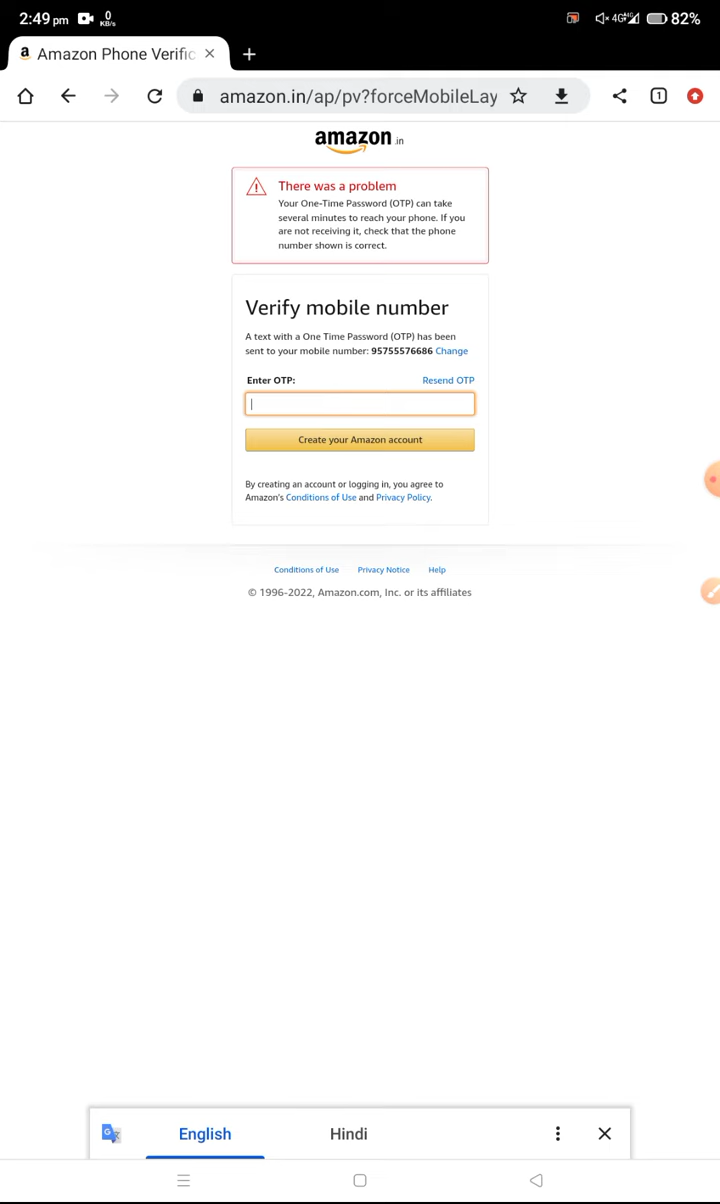 2:49 pm 0 KB/s 4G 82%
a Amazon Phone Verific
amazon.in/ap/pv?forceMobileLay 1
amazon.in
There was a problem
Your One-Time Password (OTP) can take
several minutes to reach your phone. If you
are not receiving it, check that the phone
number shown is correct.
Verify mobile number
A text with a One Time Password (OTP) has been
sent to your mobile number: 95755576686 Change
Enter OTP: Resend OTP
Create your Amazon account
By creating an account or logging in, you agree to
Amazon's Conditions of Use and Privacy Policy.
Conditions of Use Privacy Notice Help
© 1996-2022, Amazon.com, Inc. or its affiliates
English Hindi